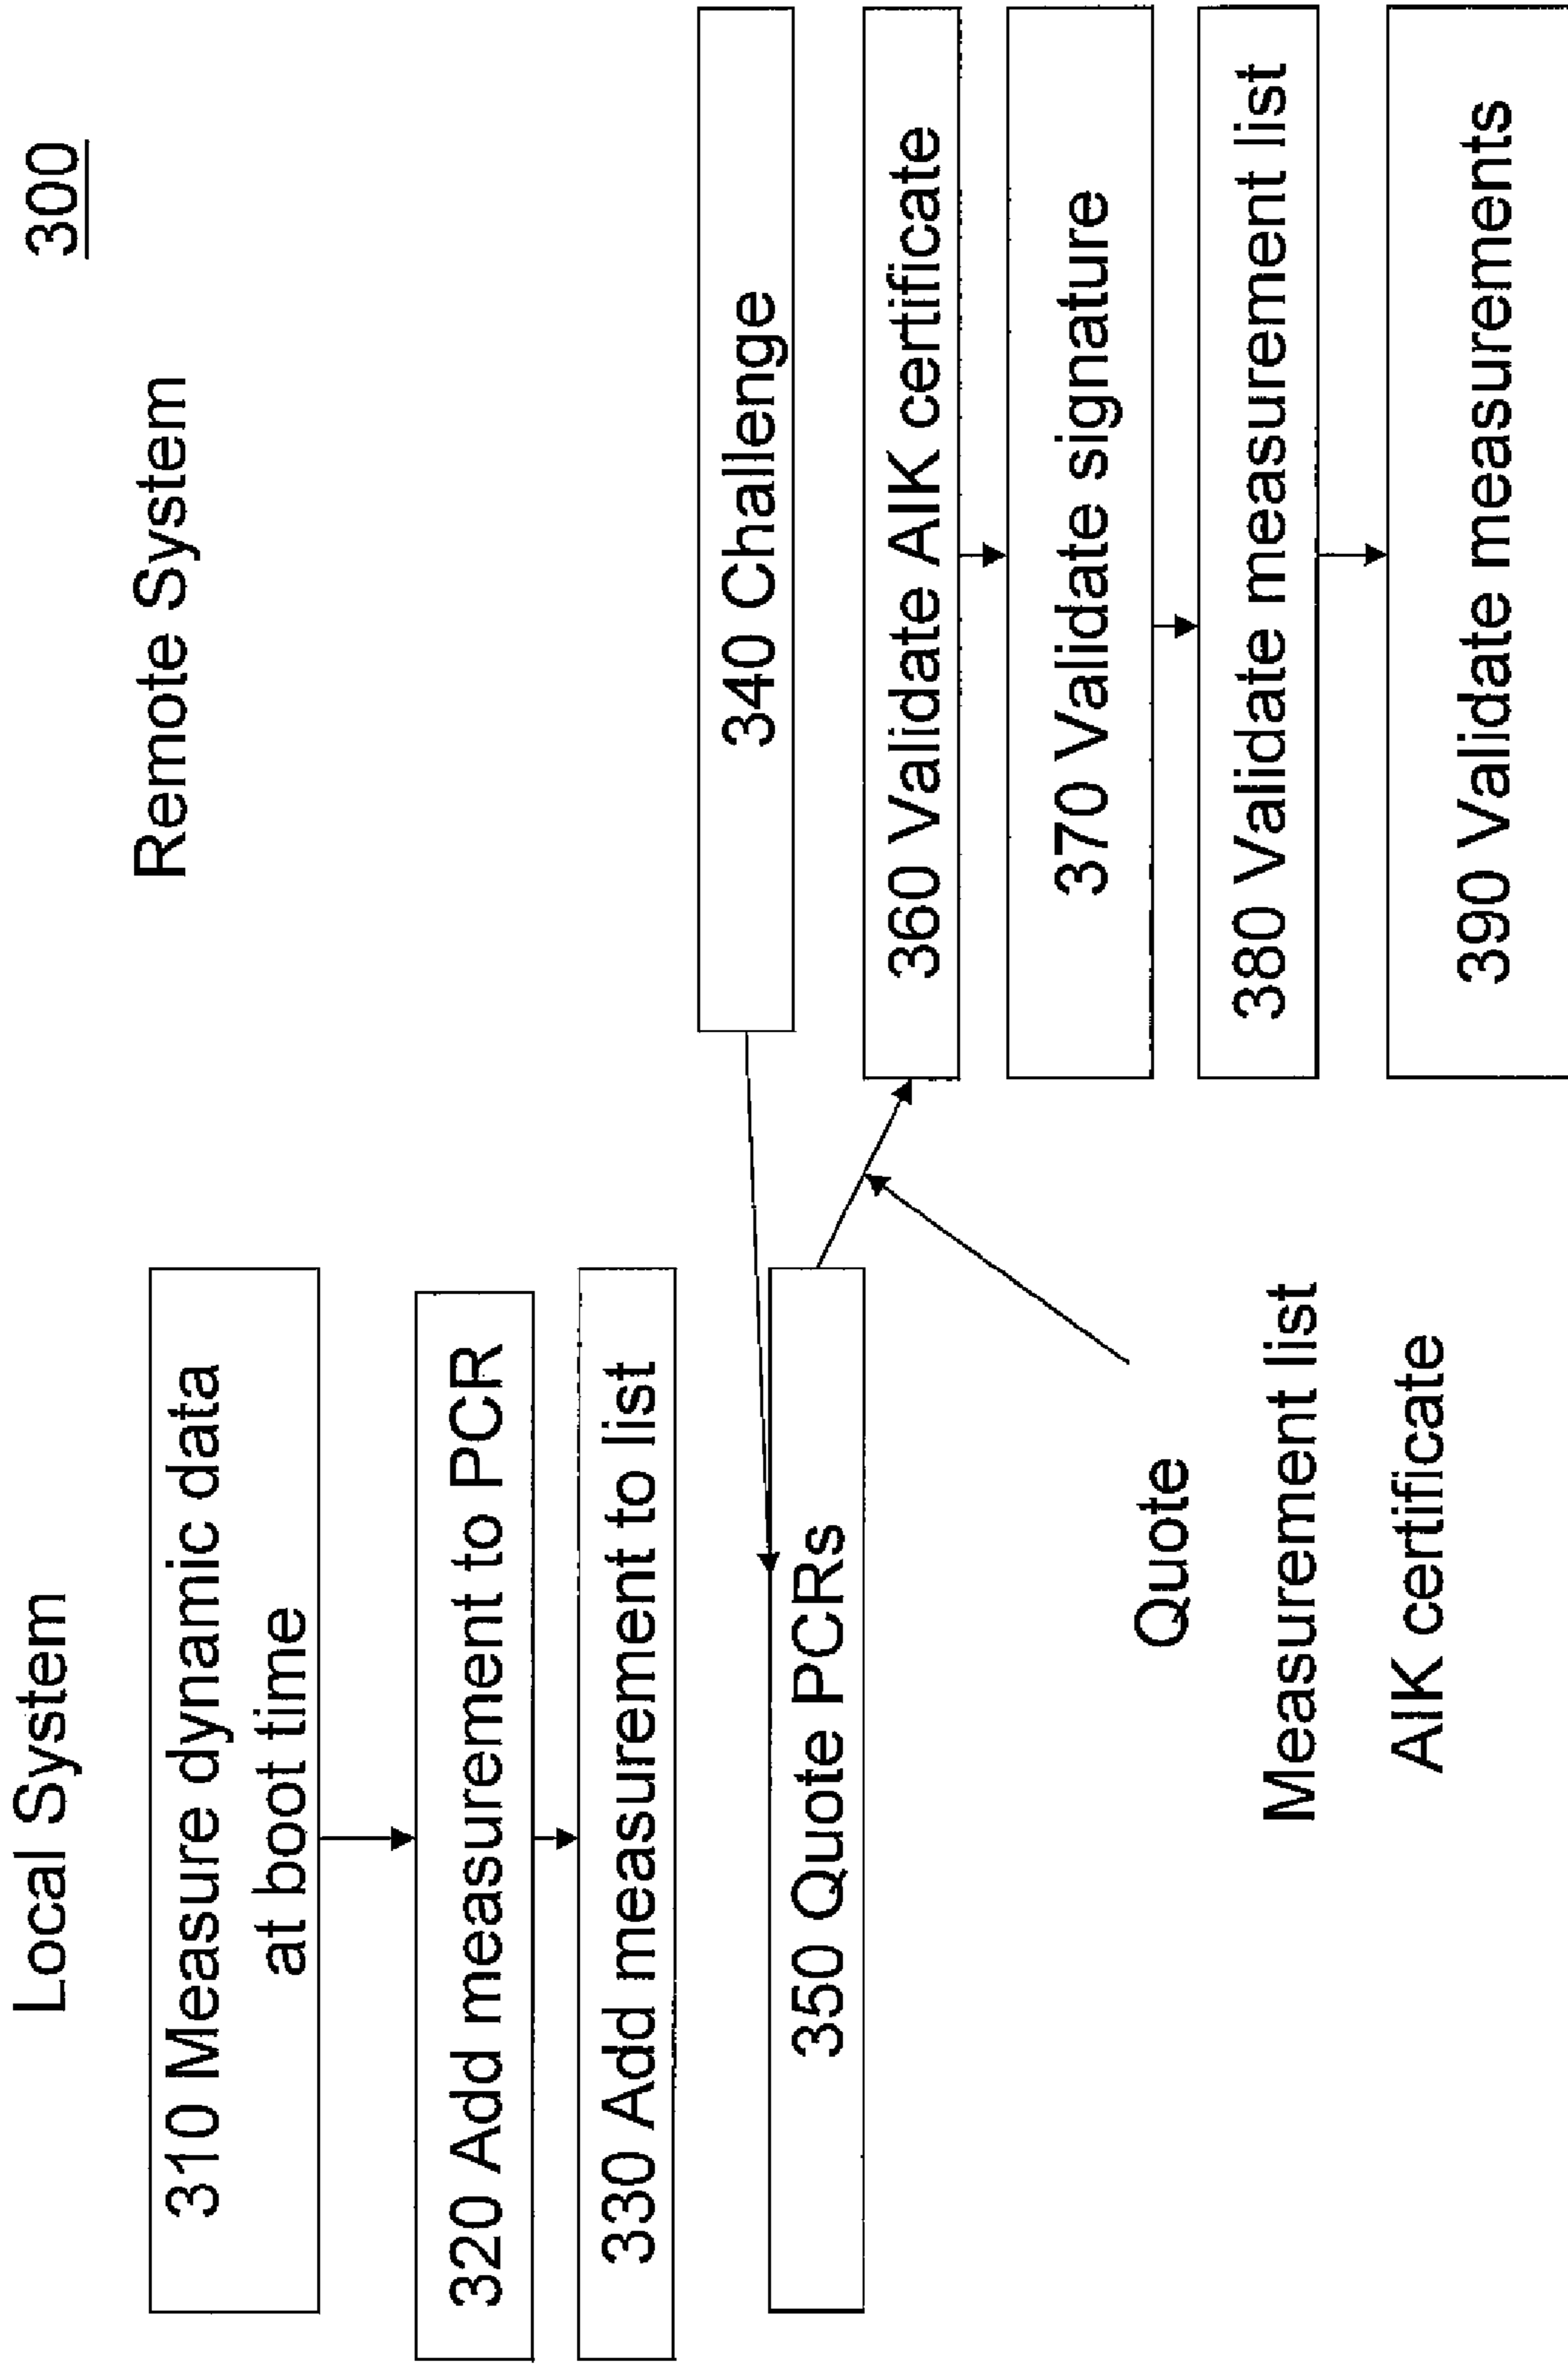 300
Local System
Remote System
310 Measure dynamic data
at boot time
320 Add measurement to PCR
330 Add measurement to list
340 Challenge
350 Quote PCRs
360 Validate AIK certificate
370 Validate signature
380 Validate measurement list
390 Validate measurements
Quote
Measurement list
AIK certificate